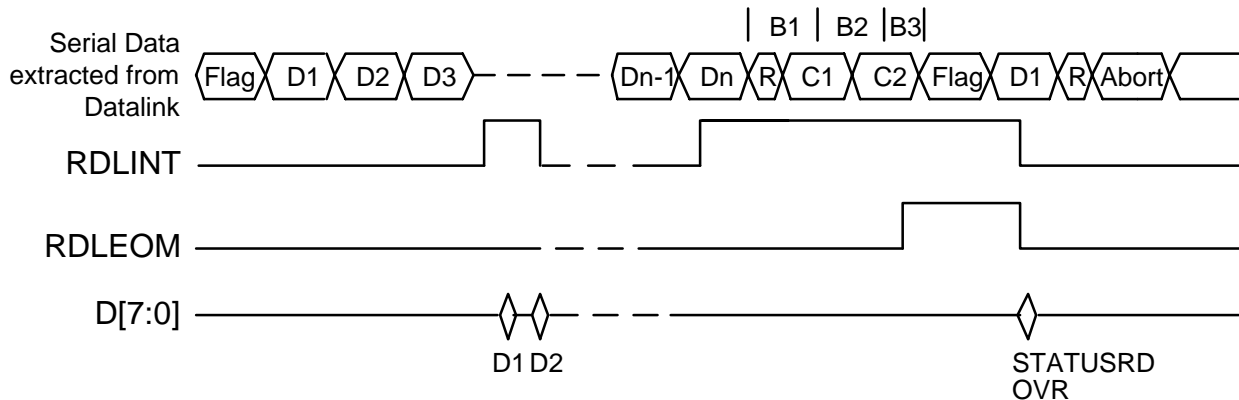 B1 B2 B3
Serial Data
extracted from
Datalink
Flag D1 D2 D3 Dn-1 Dn R C1 C2 Flag D1 R Abort
RDLINT
RDLEOM
D[7:0]
D1 D2
STATUSRD
OVR